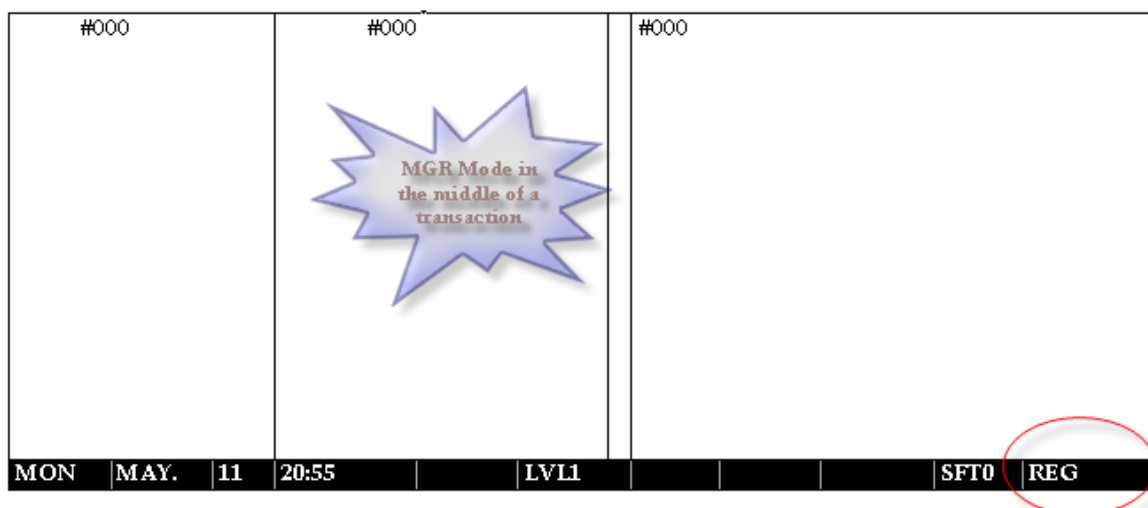 #000 #000 #000
MGR Mode in
the middle of a
transaction
MON MAY. 11 20:55 LVL1 SFT0 REG